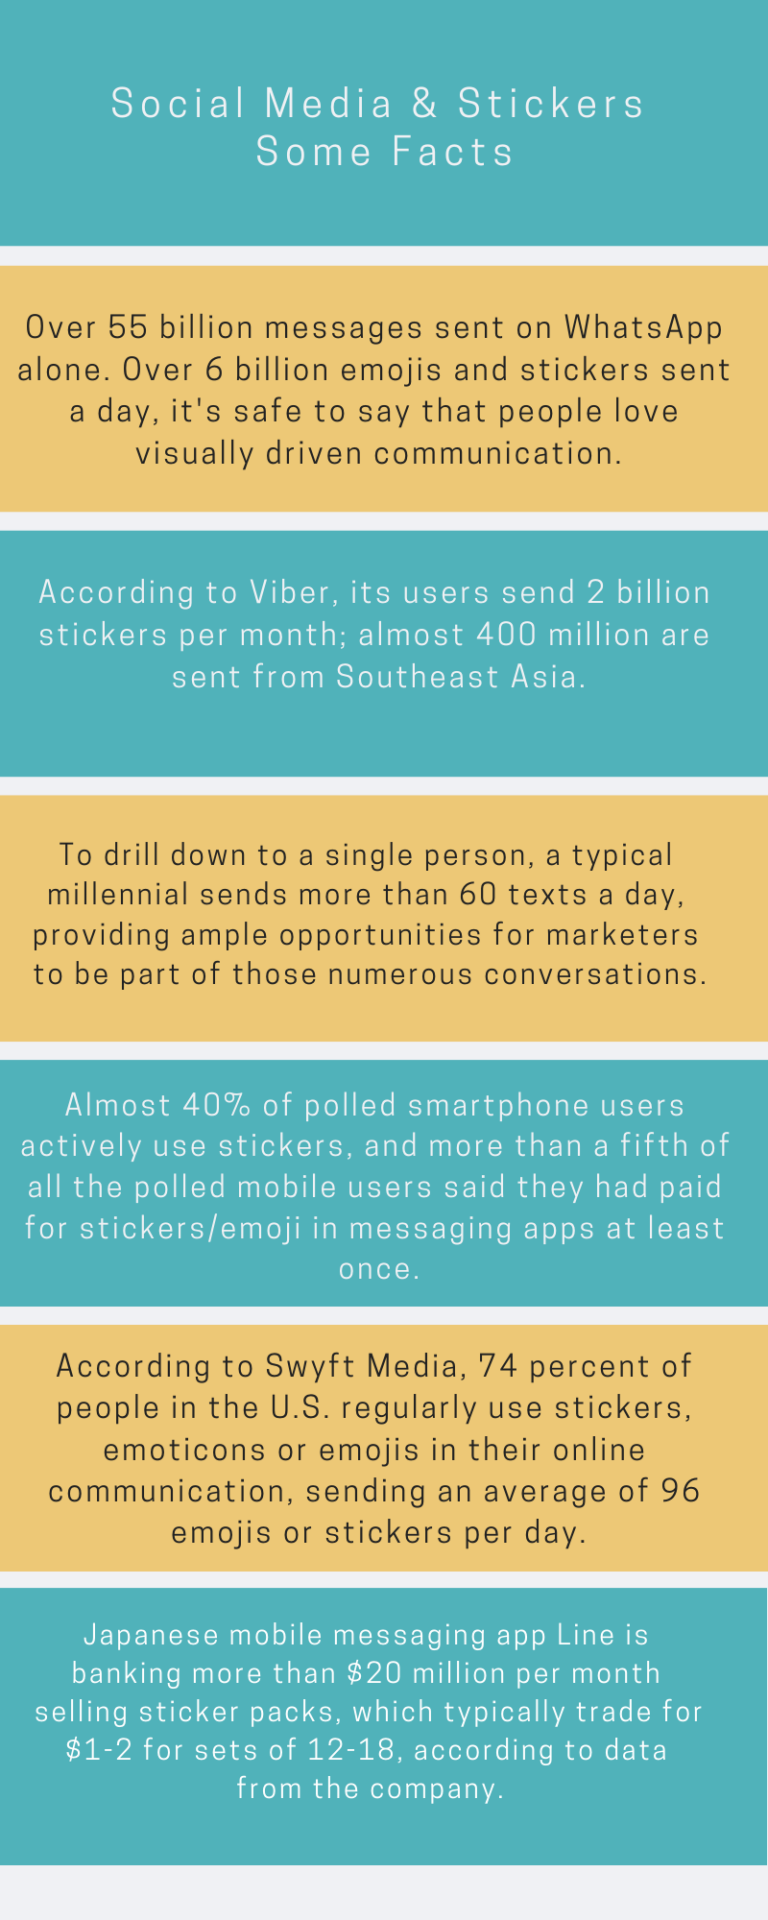 Social Media & Stickers
Some Facts
Over 55 billion messages sent on WhatsApp
alone. Over 6 billion emojis and stickers sent
a day, it's safe to say that people love
visually driven communication.
According to Viber, its users send 2 billion
stickers per month; almost 400 million are
sent from Southeast Asia.
To drill down to a single person, a typical
millennial sends more than 60 texts a day,
providing ample opportunities for marketers
to be part of those numerous conversations.
Almost 40% of polled smartphone users
actively use stickers, and more than a fifth of
all the polled mobile users said they had paid
for stickers/emoji in messaging apps at least
once.
According to Swyft Media, 74 percent of
people in the U.S. regularly use stickers,
emoticons or emojis in their online
communication, sending an average of 96
emojis or stickers per day.
Japanese mobile messaging app Line is
banking more than $20 million per month
selling sticker packs, which typically trade for
$1-2 for sets of 12-18, according to data
from the company.